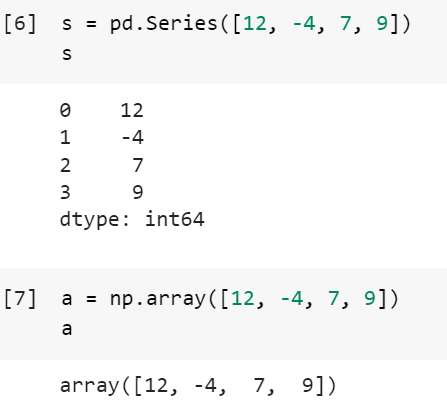 [6] s = pd.Series([12, -4, 7, 9])
s
0    12
1    -4
2     7
3     9
dtype: int64
[7] a = np.array([12, -4, 7, 9])
a
array([12, -4,  7,  9])